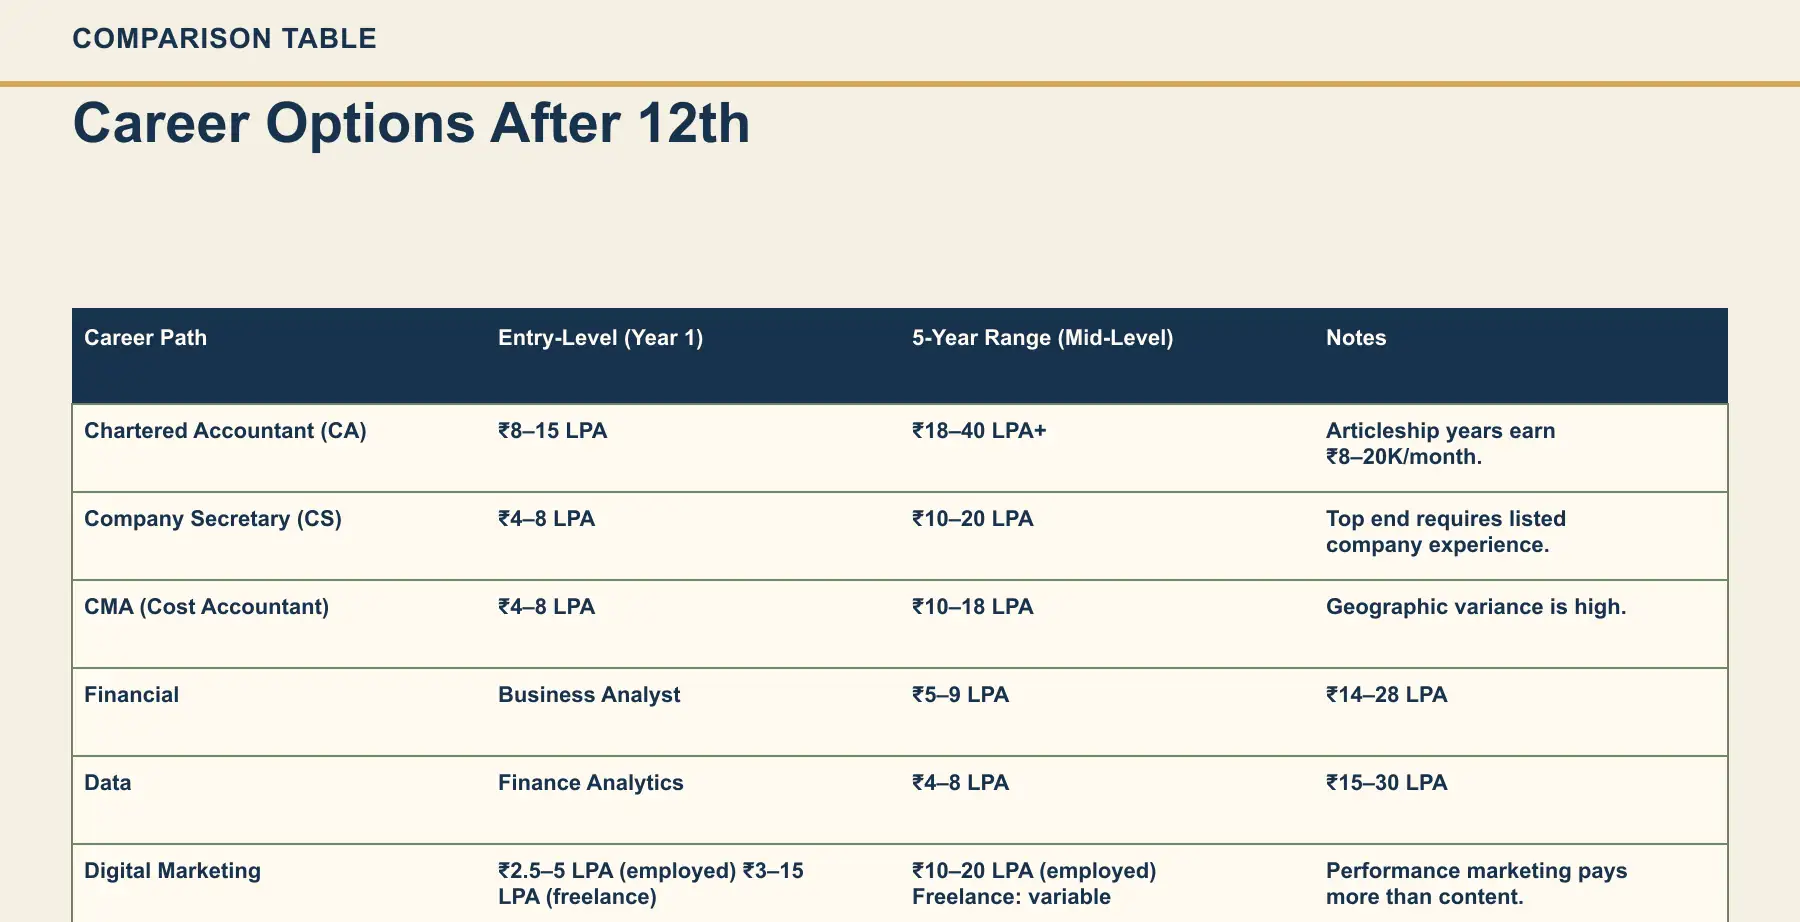 COMPARISON TABLE
Career Options After 12th
Career Path Entry-Level (Year 1) 5-Year Range (Mid-Level) Notes
Chartered Accountant (CA) ₹8–15 LPA ₹18–40 LPA+ Articleship years earn
₹8–20K/month.
Company Secretary (CS) ₹4–8 LPA ₹10–20 LPA Top end requires listed
company experience.
CMA (Cost Accountant) ₹4–8 LPA ₹10–18 LPA Geographic variance is high.
Financial Business Analyst ₹5–9 LPA ₹14–28 LPA
Data Finance Analytics ₹4–8 LPA ₹15–30 LPA
Digital Marketing ₹2.5–5 LPA (employed) ₹3–15 ₹10–20 LPA (employed) Performance marketing pays
LPA (freelance) Freelance: variable more than content.